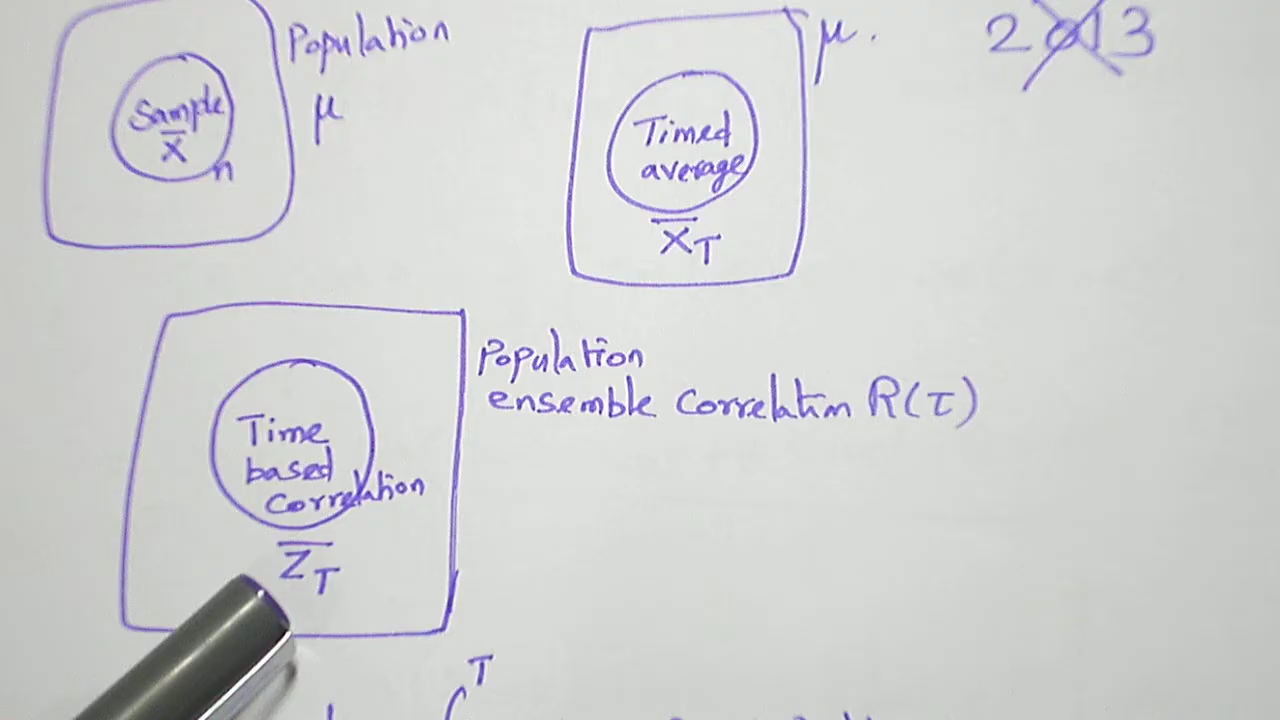 Population
μ
Sample
X̄
n
μ.
Timed
average
X̄T
2013
Population
ensemble correlation R(τ)
Time
based
Correlation
Z̄T
T
∫